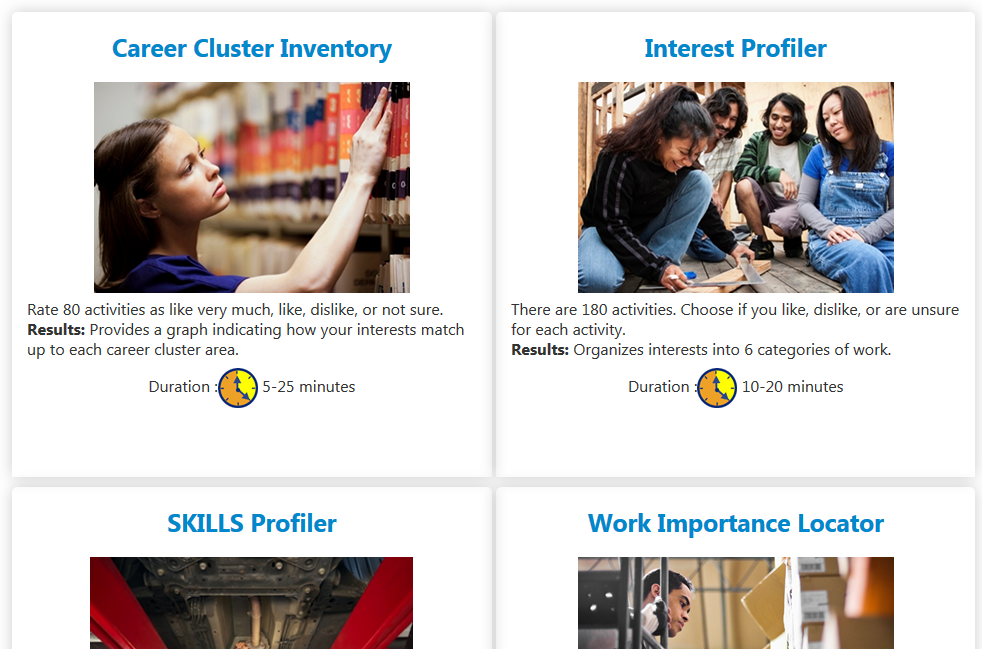 Career Cluster Inventory
Rate 80 activities as like very much, like, dislike, or not sure.
Results: Provides a graph indicating how your interests match
up to each career cluster area.
Duration : 5-25 minutes
Interest Profiler
There are 180 activities. Choose if you like, dislike, or are unsure
for each activity.
Results: Organizes interests into 6 categories of work.
Duration : 10-20 minutes
SKILLS Profiler
Work Importance Locator